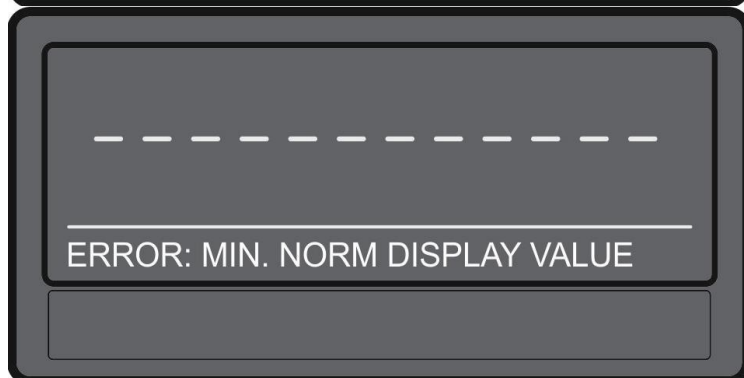 – – – – – – – – – – – –
ERROR: MIN. NORM DISPLAY VALUE